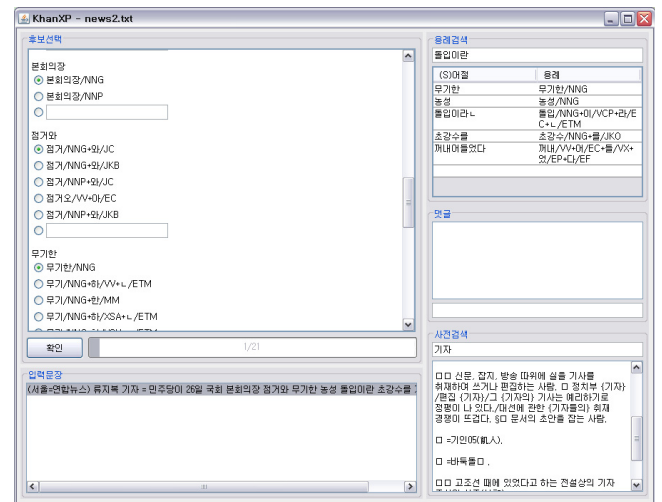 KhanXP - news2.txt
후보선택
본회의장
본회의장/NNG
본회의장/NNP
점거와
점거/NNG+와/JC
점거/NNG+와/JKB
점거/NNP+와/JC
점거오/VV+아/EC
점거/NNP+와/JKB
무기한
무기한/NNG
무기/NNG+하/VV+ㄴ/ETM
무기/NNG+한/MM
무기/NNG+하/XSA+ㄴ/ETM
확인
1/21
입력문장
(서울=연합뉴스) 류지복 기자 = 민주당이 26일 국회 본회의장 점거와 무기한 농성 돌입이란 초강수를
용례검색
돌입이란
(S)어절 용례
무기한 무기한/NNG
농성 농성/NNG
돌입이라ㄴ 돌입/NNG+이/VCP+라/E
C+ㄴ/ETM
초강수를 초강수/NNG+를/JKO
꺼내어들었다 꺼내/VV+어/EC+들/VX+
었/EP+다/EF
댓글
사전검색
기자
□□ 신문, 잡지, 방송 따위에 실을 기사를
취재하여 쓰거나 편집하는 사람. □ 정치부 {기자}
/편집 {기자}/그 {기자의} 기사는 예리하기로
정평이 나 있다./대선에 관한 {기자들의} 취재
경쟁이 뜨겁다. §□ 문서의 초안을 잡는 사람.
□ =기인05(飢人).
□ =바둑돌□ .
□□ 고조선 때에 있었다고 하는 전설상의 기자